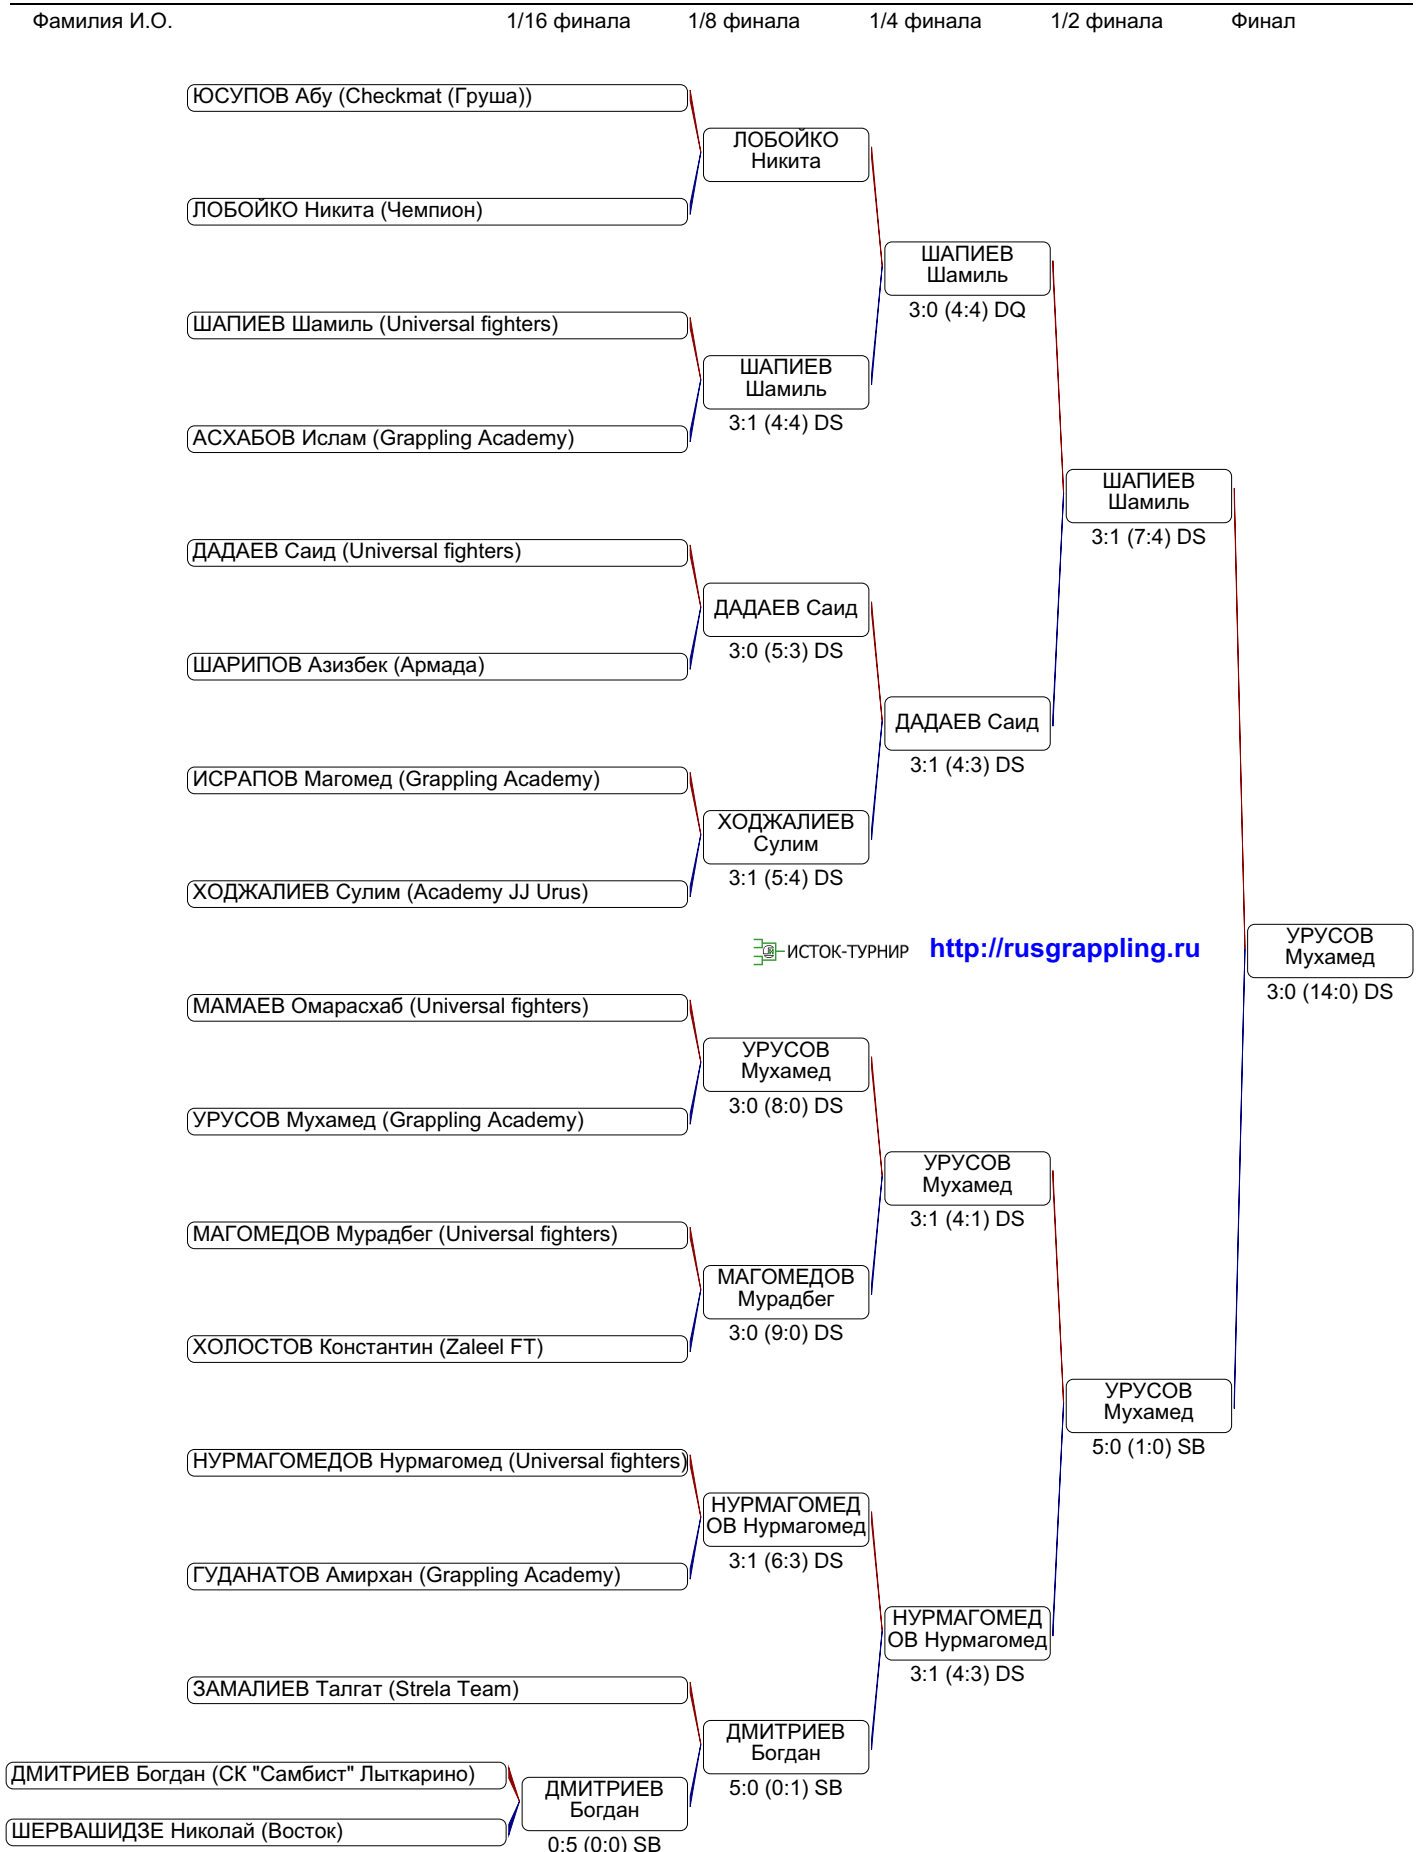 Фамилия И.О. 1/16 финала 1/8 финала 1/4 финала 1/2 финала Финал
ЮСУПОВ Абу (Checkmat (Груша))
ЛОБОЙКО
Никита
ЛОБОЙКО Никита (Чемпион)
ШАПИЕВ
Шамиль
3:0 (4:4) DQ
ШАПИЕВ Шамиль (Universal fighters)
ШАПИЕВ
Шамиль
3:1 (4:4) DS
АСХАБОВ Ислам (Grappling Academy)
ШАПИЕВ
Шамиль
3:1 (7:4) DS
ДАДАЕВ Саид (Universal fighters)
ДАДАЕВ Саид
3:0 (5:3) DS
ШАРИПОВ Азизбек (Армада)
ДАДАЕВ Саид
3:1 (4:3) DS
ИСРАПОВ Магомед (Grappling Academy)
ХОДЖАЛИЕВ
Сулим
3:1 (5:4) DS
ХОДЖАЛИЕВ Сулим (Academy JJ Urus)
ИСТОК-ТУРНИР http://rusgrappling.ru
УРУСОВ
Мухамед
3:0 (14:0) DS
МАМАЕВ Омарасхаб (Universal fighters)
УРУСОВ
Мухамед
3:0 (8:0) DS
УРУСОВ Мухамед (Grappling Academy)
УРУСОВ
Мухамед
3:1 (4:1) DS
МАГОМЕДОВ Мурадбег (Universal fighters)
МАГОМЕДОВ
Мурадбег
3:0 (9:0) DS
ХОЛОСТОВ Константин (Zaleel FT)
УРУСОВ
Мухамед
5:0 (1:0) SB
НУРМАГОМЕДОВ Нурмагомед (Universal fighters)
НУРМАГОМЕД
ОВ Нурмагомед
3:1 (6:3) DS
ГУДАНАТОВ Амирхан (Grappling Academy)
НУРМАГОМЕД
ОВ Нурмагомед
3:1 (4:3) DS
ЗАМАЛИЕВ Талгат (Strela Team)
ДМИТРИЕВ
Богдан
5:0 (0:1) SB
ДМИТРИЕВ Богдан (СК "Самбист" Лыткарино)
ДМИТРИЕВ
Богдан
0:5 (0:0) SB
ШЕРВАШИДЗЕ Николай (Восток)